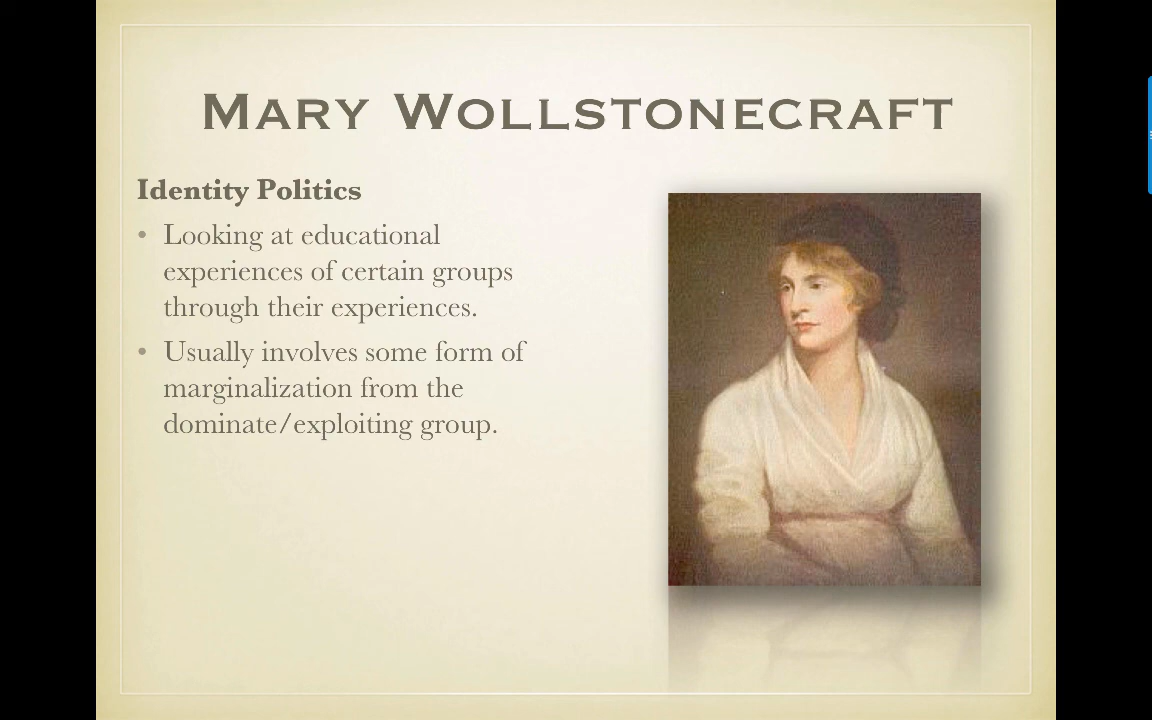 Mary Wollstonecraft
Identity Politics
• Looking at educational
experiences of certain groups
through their experiences.
• Usually involves some form of
marginalization from the
dominate/exploiting group.